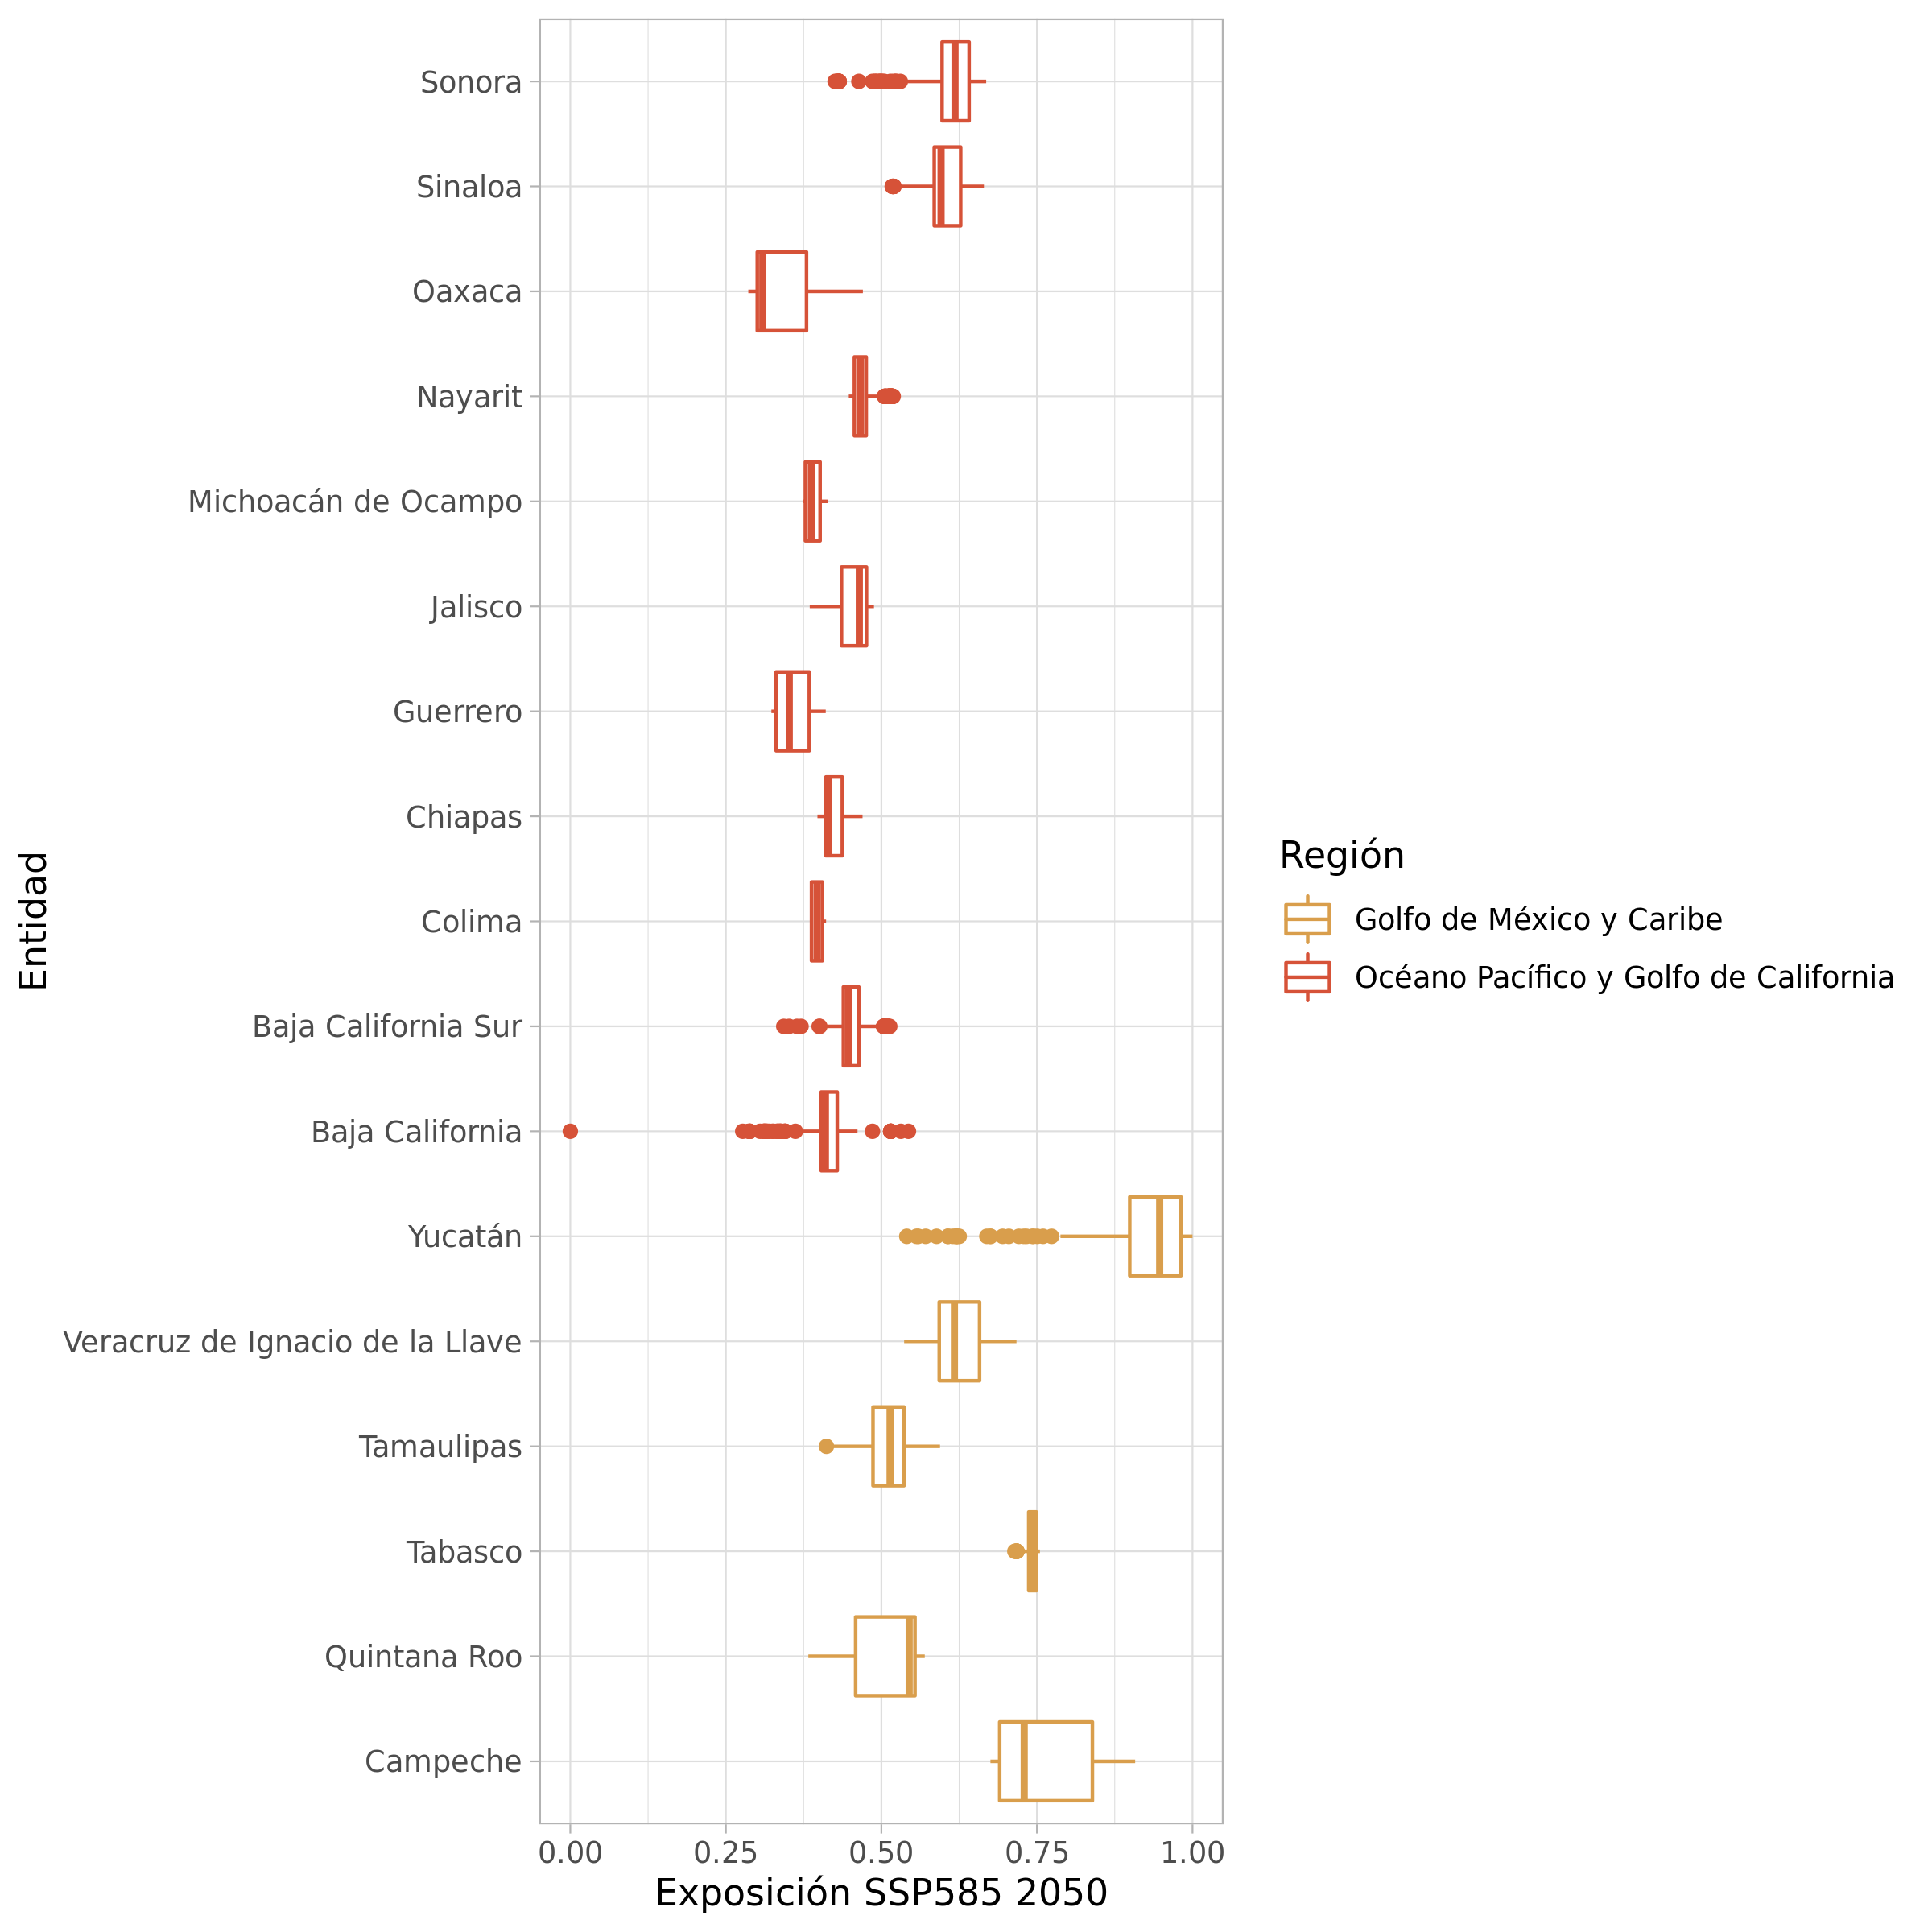 Sonora
Sinaloa
Oaxaca
Nayarit
Michoacán de Ocampo
Jalisco
Guerrero
Chiapas
Colima
Baja California Sur
Baja California
Yucatán
Veracruz de Ignacio de la Llave
Tamaulipas
Tabasco
Quintana Roo
Campeche
Entidad
0.00 0.25 0.50 0.75 1.00
Exposición SSP585 2050
Región
Golfo de México y Caribe
Océano Pacífico y Golfo de California